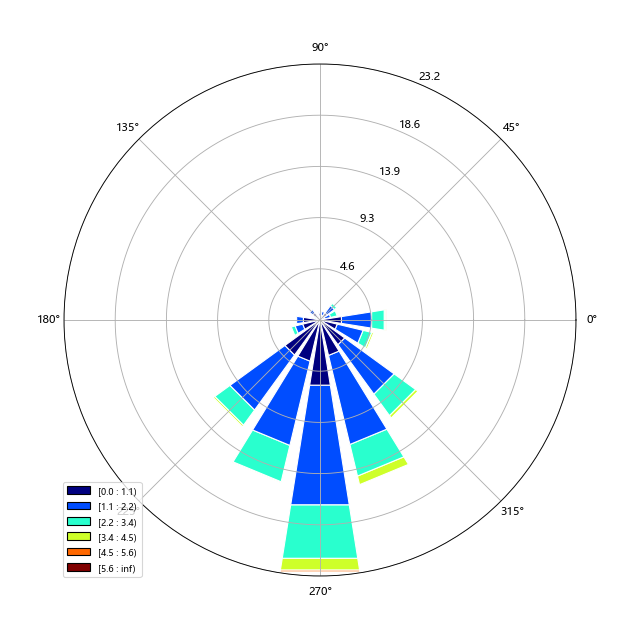 90°
23.2
18.6
135°
45°
13.9
9.3
4.6
180°
0°
[0.0 : 1.1)
[1.1 : 2.2)
225°
315°
[2.2 : 3.4)
[3.4 : 4.5)
[4.5 : 5.6)
[5.6 : inf)
270°